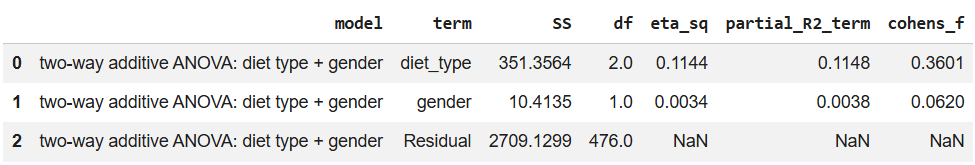 model term SS df eta_sq partial_R2_term cohens_f
0 two-way additive ANOVA: diet type + gender diet_type 351.3564 2.0 0.1144 0.1148 0.3601
1 two-way additive ANOVA: diet type + gender gender 10.4135 1.0 0.0034 0.0038 0.0620
2 two-way additive ANOVA: diet type + gender Residual 2709.1299 476.0 NaN NaN NaN